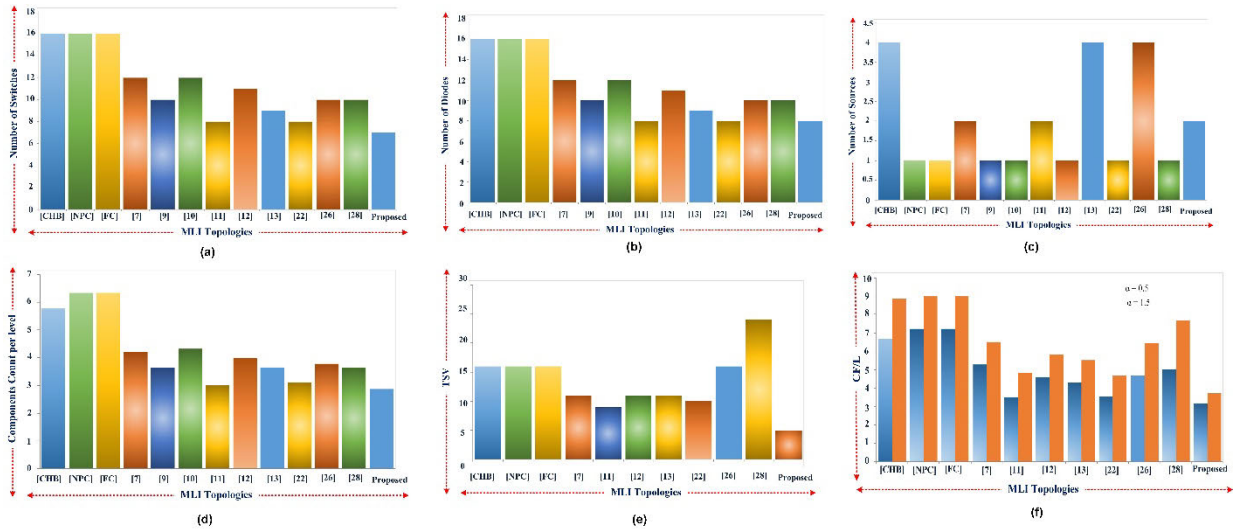 18
16
14
12
10
8
6
4
2
0
Number of Switches
[CHB] [NPC] [FC] [7] [9] [10] [11] [12] [13] [22] [26] [28] Proposed
MLI Topologies
(a)
18
16
14
12
10
8
6
4
2
0
Number of Diodes
[CHB] [NPC] [FC] [7] [9] [10] [11] [12] [13] [22] [26] [28] Proposed
MLI Topologies
(b)
4.5
4
3.5
3
2.5
2
1.5
1
0.5
0
Number of Sources
[CHB] [NPC] [FC] [7] [9] [10] [11] [12] [13] [22] [26] [28] Proposed
MLI Topologies
(c)
7
6
5
4
3
2
1
0
Components Count per level
[CHB] [NPC] [FC] [7] [9] [10] [11] [12] [13] [22] [26] [28] Proposed
MLI Topologies
(d)
30
25
20
15
10
5
0
TSV
[CHB] [NPC] [FC] [7] [11] [12] [13] [22] [26] [28] Proposed
MLI Topologies
(e)
10
9
8
7
6
5
4
3
2
1
0
CF/L
α = 0.5
α = 1.5
[CHB] [NPC] [FC] [7] [11] [12] [13] [22] [26] [28] Proposed
MLI Topologies
(f)